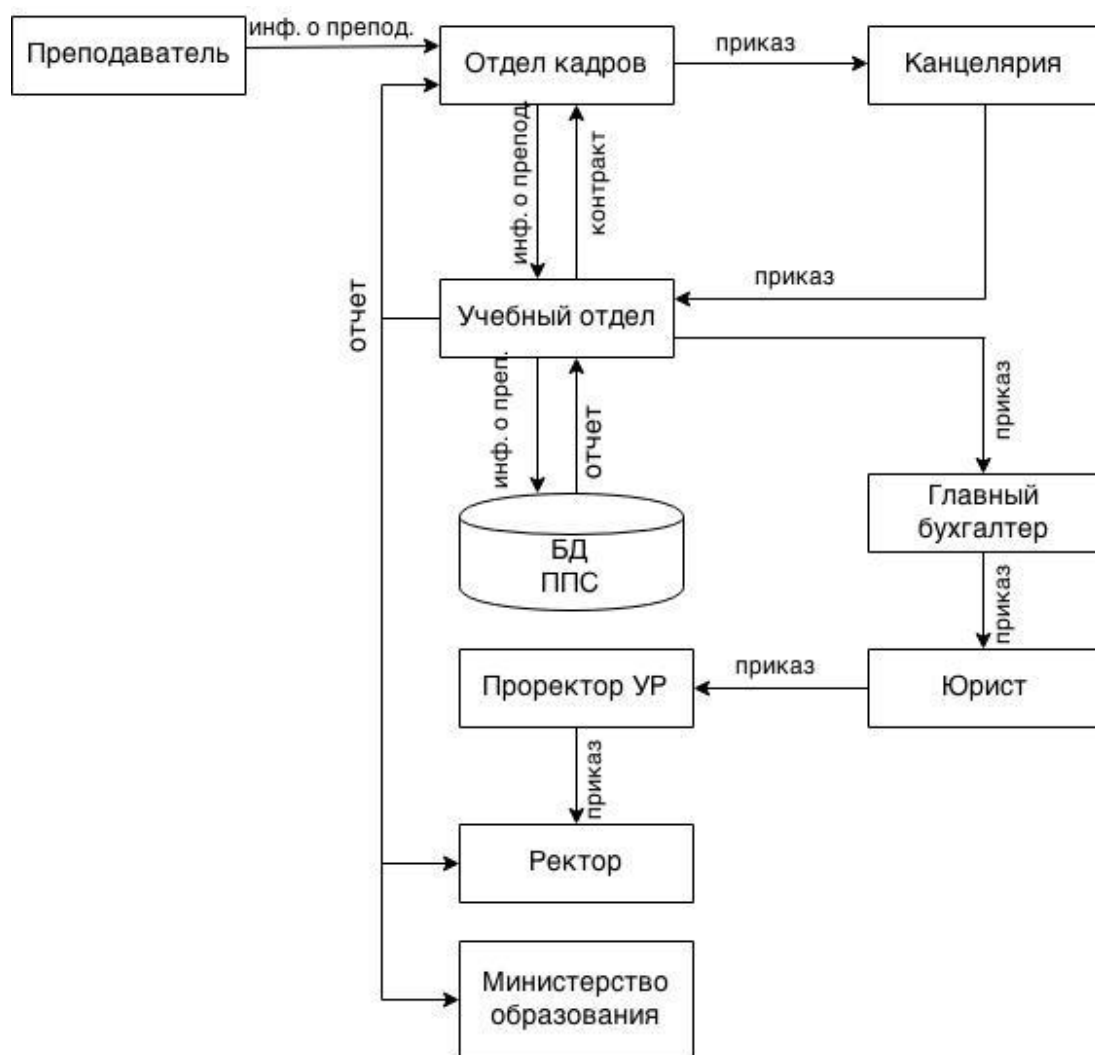 Преподаватель
инф. о препод.
Отдел кадров
приказ
Канцелярия
инф. о препод.
контракт
приказ
Учебный отдел
отчет
инф. о преп.
отчет
приказ
Главный
бухгалтер
БД
ППС
приказ
Проректор УР
приказ
Юрист
приказ
Ректор
Министерство
образования